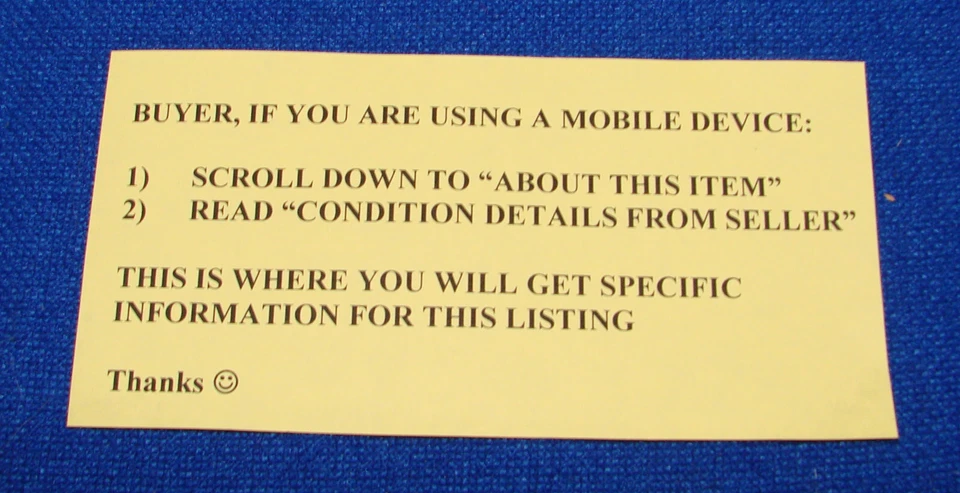 BUYER, IF YOU ARE USING A MOBILE DEVICE:
1) SCROLL DOWN TO “ABOUT THIS ITEM”
2) READ “CONDITION DETAILS FROM SELLER”
THIS IS WHERE YOU WILL GET SPECIFIC
INFORMATION FOR THIS LISTING
Thanks ☺